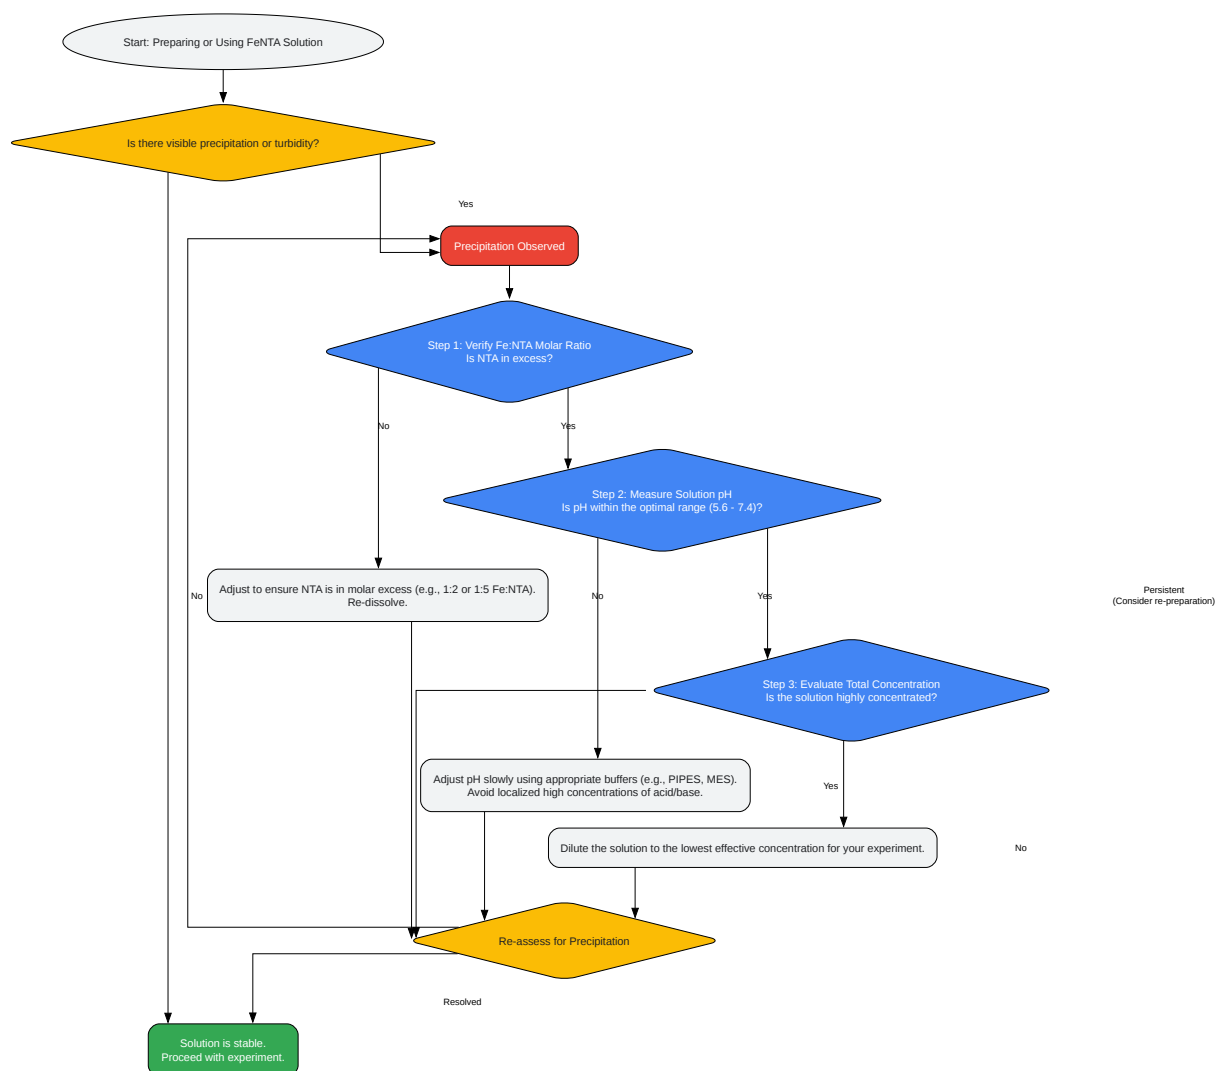 Start: Preparing or Using FeNTA Solution
Is there visible precipitation or turbidity?
Yes
Precipitation Observed
Step 1: Verify Fe:NTA Molar Ratio
Is NTA in excess?
No
Yes
Step 2: Measure Solution pH
Is pH within the optimal range (5.6 - 7.4)?
Adjust to ensure NTA is in molar excess (e.g., 1:2 or 1:5 Fe:NTA).
Re-dissolve.
No
No
Yes
Persistent
(Consider re-preparation)
Step 3: Evaluate Total Concentration
Is the solution highly concentrated?
Adjust pH slowly using appropriate buffers (e.g., PIPES, MES).
Avoid localized high concentrations of acid/base.
Yes
Dilute the solution to the lowest effective concentration for your experiment.
No
Re-assess for Precipitation
Resolved
Solution is stable.
Proceed with experiment.